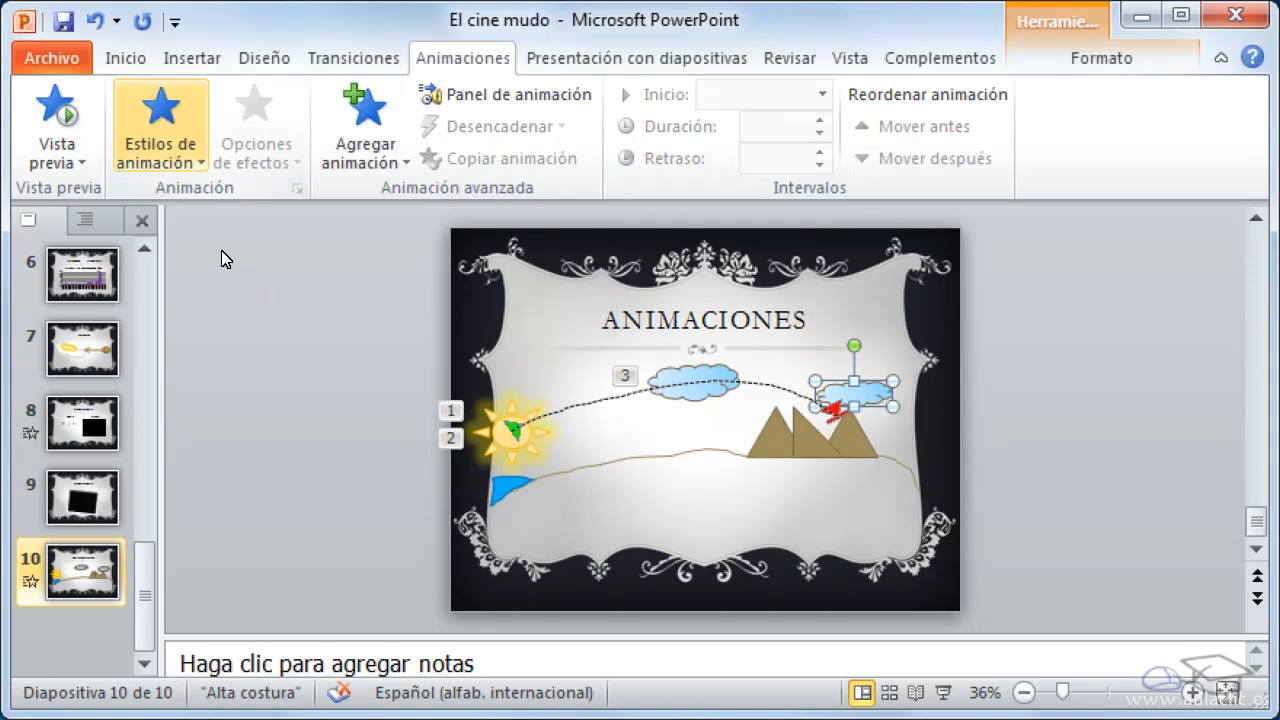 El cine mudo - Microsoft PowerPoint
Herramie...
Archivo Inicio Insertar Diseño Transiciones Animaciones Presentación con diapositivas Revisar Vista Complementos Formato
Vista previa
Estilos de animación
Opciones de efectos
Agregar animación
Panel de animación
Desencadenar
Copiar animación
Inicio:
Duración:
Retraso:
Reordenar animación
Mover antes
Mover después
Vista previa Animación Animación avanzada Intervalos
6
7
8
9
10
ANIMACIONES
3
1
2
Haga clic para agregar notas
Diapositiva 10 de 10 "Alta costura" Español (alfab. internacional) 36%
www.aulaclic.es